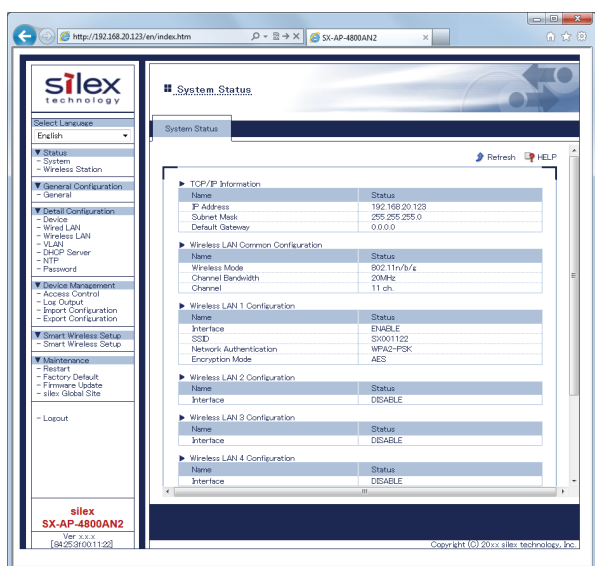 http://192.168.20.123/en/index.htm
SX-AP-4800AN2
silex
technology
Select Language
English
▼ Status
- System
- Wireless Station
▼ General Configuration
- General
▼ Detail Configuration
- Device
- Wired LAN
- Wireless LAN
- VLAN
- DHCP Server
- NTP
- Password
▼ Device Management
- Access Control
- Log Output
- Import Configuration
- Export Configuration
▼ Smart Wireless Setup
- Smart Wireless Setup
▼ Maintenance
- Restart
- Factory Default
- Firmware Update
- silex Global Site
- Logout
silex
SX-AP-4800AN2
Ver x.x.x
[84:25:3f:00:11:22]
System Status
System Status
Refresh HELP
▶ TCP/IP Information
Name Status
IP Address 192.168.20.123
Subnet Mask 255.255.255.0
Default Gateway 0.0.0.0
▶ Wireless LAN Common Configuration
Name Status
Wireless Mode 802.11n/b/g
Channel Bandwidth 20MHz
Channel 11 ch.
▶ Wireless LAN 1 Configuration
Name Status
Interface ENABLE
SSID SX001122
Network Authentication WPA2-PSK
Encryption Mode AES
▶ Wireless LAN 2 Configuration
Name Status
Interface DISABLE
▶ Wireless LAN 3 Configuration
Name Status
Interface DISABLE
▶ Wireless LAN 4 Configuration
Name Status
Interface DISABLE
Copyright (C) 20xx silex technology, Inc.